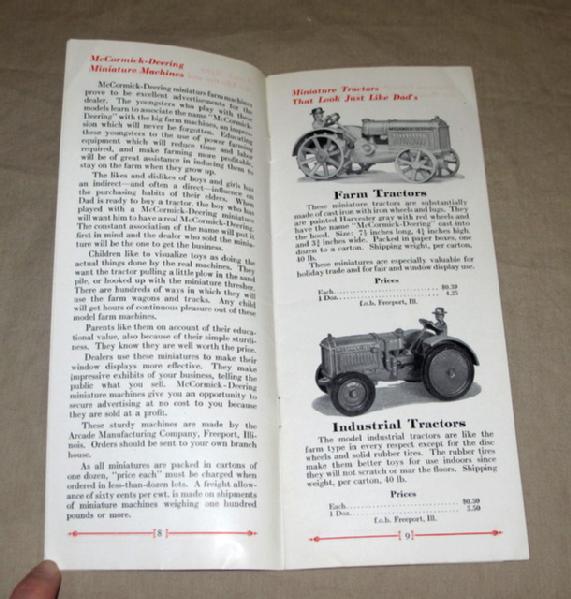 McCormick-Deering
Miniature Machines
McCormick-Deering miniature farm machines
prove to be excellent advertisements for the
dealer. The youngsters who play with these
models learn to associate the name "McCormick-
Deering" with the big farm machines, an impres-
sion which will never be forgotten. Educating
these youngsters to the use of power farming
equipment which will reduce time and labor
required, and make farming more profitable,
will be of great assistance in inducing them to
stay on the farm when they grow up.
The likes and dislikes of boys and girls has
an indirect—and often a direct—influence on
the purchasing habits of their elders. When
Dad is ready to buy a tractor, the boy who has
played with a McCormick-Deering miniature
will want him to have a real McCormick-Deering.
The constant association of the name will put it
first in mind and the dealer who sold the minia-
ture will be the one to get the business.
Children like to visualize toys as doing the
actual things done by the real machines. They
want the tractor pulling a little plow in the sand
pile, or hooked up with the miniature thresher.
There are hundreds of ways in which they will
use the farm wagons and trucks. Any child
will get hours of continuous pleasure out of these
model farm machines.
Parents like them on account of their educa-
tional value, also because of their simple sturdi-
ness. They know they are well worth the price.
Dealers use these miniatures to make their
window displays more effective. They make
impressive exhibits of your business, telling the
public what you sell. McCormick-Deering
miniature machines give you an opportunity to
secure advertising at no cost to you because
they are sold at a profit.
These sturdy machines are made by the
Arcade Manufacturing Company, Freeport, Illi-
nois. Orders should be sent to your own branch
house.
As all miniatures are packed in cartons of
one dozen, "price each" must be charged when
ordered in less-than-dozen lots. A freight allow-
ance of sixty cents per cwt. is made on shipments
of miniature machines weighing one hundred
pounds or more.
[8]
Miniature Tractors
That Look Just Like Dad's
Farm Tractors
These miniature tractors are substantially
made of cast iron with iron wheels and lugs. They
are painted Harvester gray with red wheels and
have the name "McCormick-Deering" cast into
the hood. Size: 7½ inches long, 4¾ inches high,
and 3¾ inches wide. Packed in paper boxes, one
dozen to a carton. Shipping weight, per carton,
40 lb.
These miniatures are especially valuable for
holiday trade and for fair and window display use.
Prices
Each $0.39
1 Doz. 4.25
f.o.b. Freeport, Ill.
Industrial Tractors
The model industrial tractors are like the
farm type in every respect except for the disc
wheels and solid rubber tires. The rubber tires
make them better toys for use indoors since
they will not scratch or mar the floors. Shipping
weight, per carton, 40 lb.
Prices
Each $0.50
1 Doz. 5.50
f.o.b. Freeport, Ill.
[9]